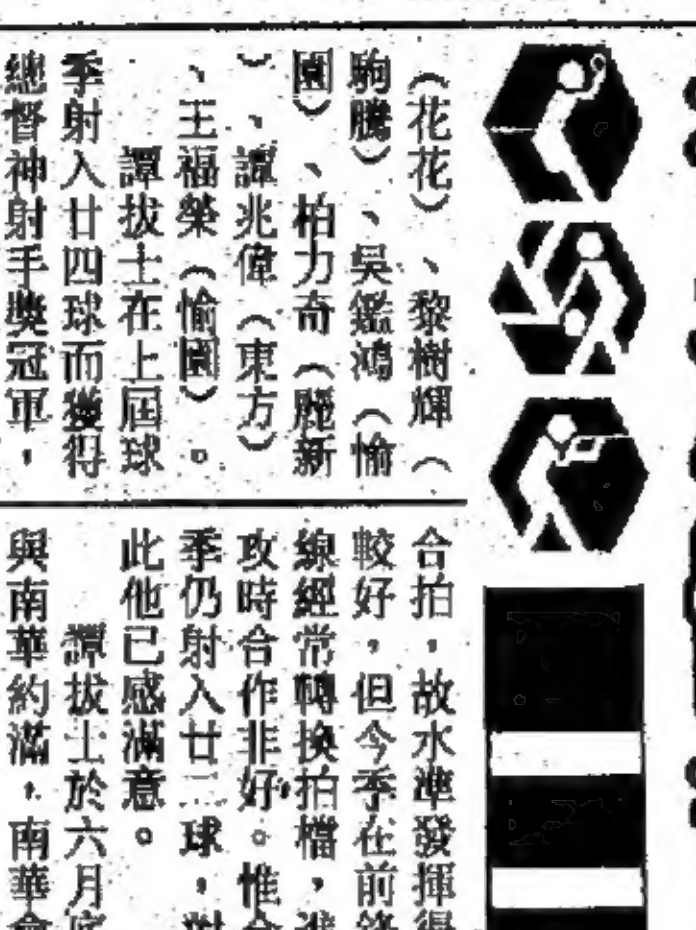 （花花）、黎樹輝（
駒騰）、吳鑑鴻（愉
園）、柏力奇（麗新
）、譚兆偉（東方）
、王福榮（愉園）。
譚拔士在上屆球
季射入廿四球而獲得
總督神射手獎冠軍，
合拍，故水準發揮得
較好，但今季在前鋒
線經常轉換拍檔，進
攻時合作非好。惟今
季仍射入廿三球，對
此他已感滿意。
譚拔士於六月底
與南華約滿，南華會